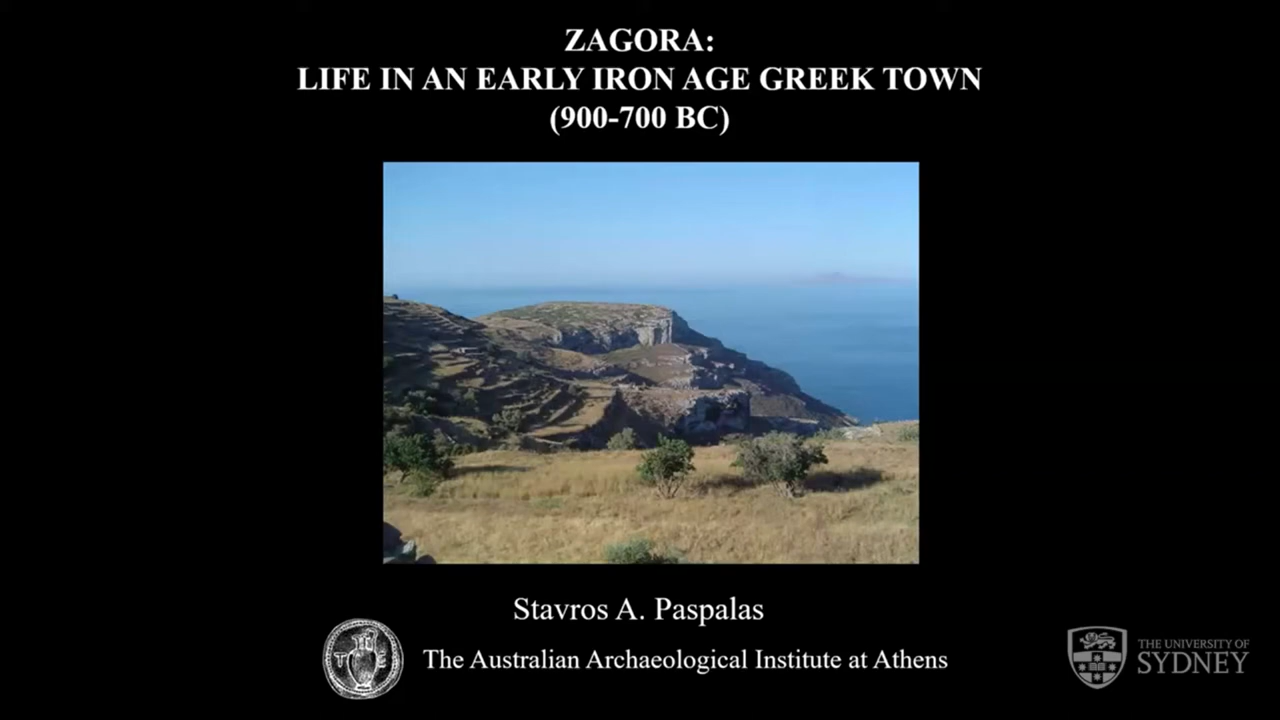 ZAGORA:
LIFE IN AN EARLY IRON AGE GREEK TOWN
(900-700 BC)
Stavros A. Paspalas
The Australian Archaeological Institute at Athens
THE UNIVERSITY OF
SYDNEY